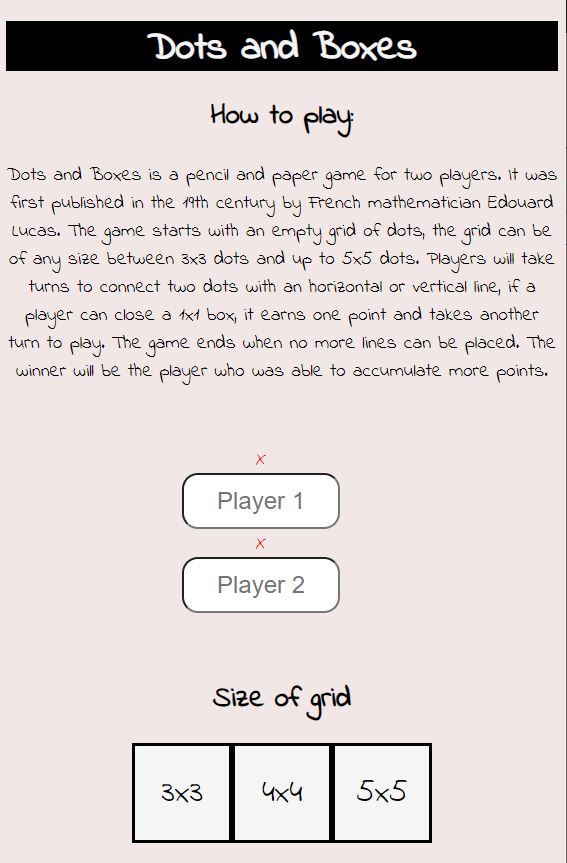 Dots and Boxes
How to play:
Dots and Boxes is a pencil and paper game for two players. It was
first published in the 19th century by French mathematician Edouard
Lucas. The game starts with an empty grid of dots, the grid can be
of any size between 3x3 dots and up to 5x5 dots. Players will take
turns to connect two dots with an horizontal or vertical line, if a
player can close a 1x1 box, it earns one point and takes another
turn to play. The game ends when no more lines can be placed. The
winner will be the player who was able to accumulate more points.
x
Player 1
x
Player 2
Size of grid
3x3 4x4 5x5